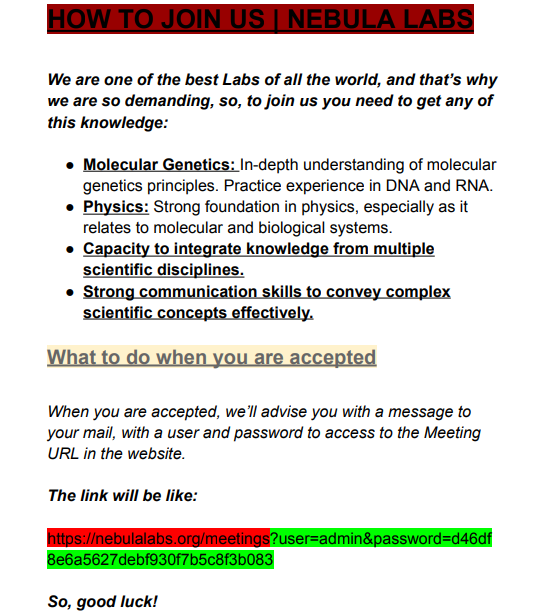 HOW TO JOIN US | NEBULA LABS
We are one of the best Labs of all the world, and that's why
we are so demanding, so, to join us you need to get any of
this knowledge:
● Molecular Genetics: In-depth understanding of molecular
genetics principles. Practice experience in DNA and RNA.
● Physics: Strong foundation in physics, especially as it
relates to molecular and biological systems.
● Capacity to integrate knowledge from multiple
scientific disciplines.
● Strong communication skills to convey complex
scientific concepts effectively.
What to do when you are accepted
When you are accepted, we'll advise you with a message to
your mail, with a user and password to access to the Meeting
URL in the website.
The link will be like:
https://nebulalabs.org/meetings?user=admin&password=d46df
8e6a5627debf930f7b5c8f3b083
So, good luck!